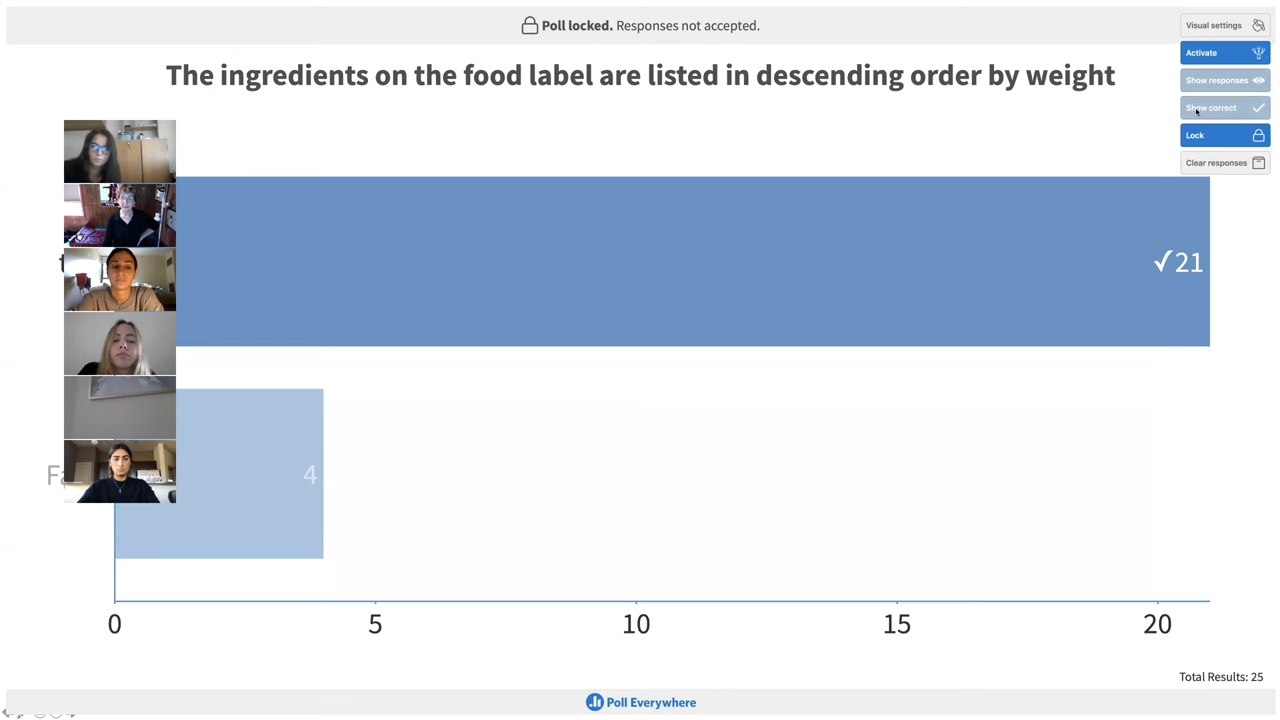 Poll locked. Responses not accepted.
Visual settings
Activate
Show responses
Show correct
Lock
Clear responses
The ingredients on the food label are listed in descending order by weight
✓21
4
0 5 10 15 20
Total Results: 25
Poll Everywhere